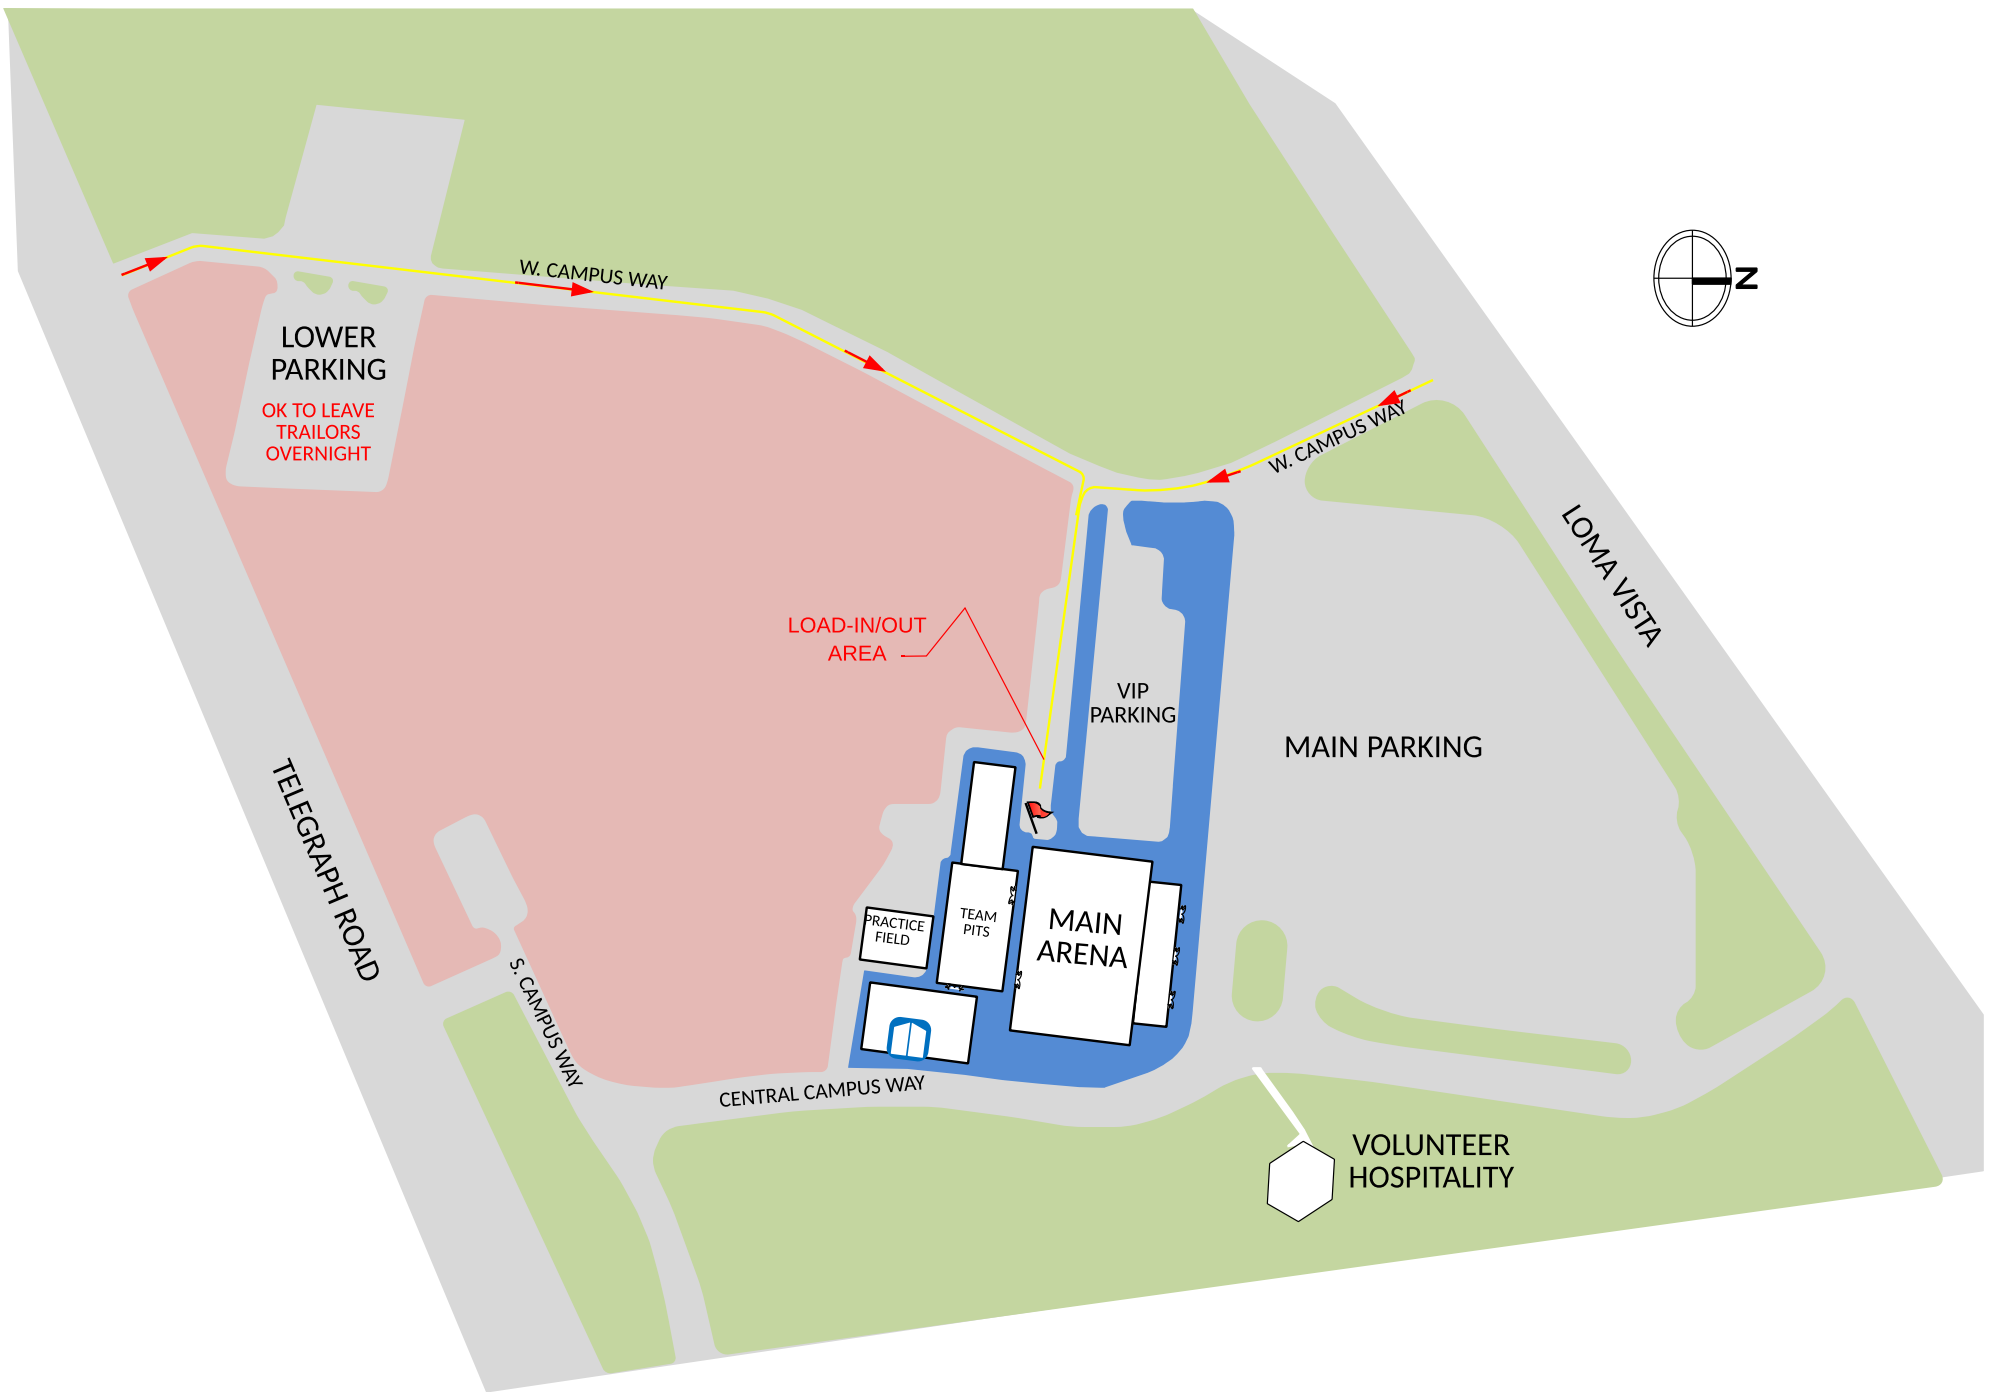 W. CAMPUS WAY
N
LOWER
PARKING
OK TO LEAVE
TRAILORS
OVERNIGHT
W. CAMPUS WAY
LOMA VISTA
LOAD-IN/OUT
AREA
VIP
PARKING
MAIN PARKING
TELEGRAPH ROAD
PRACTICE
FIELD
TEAM
PITS
MAIN
ARENA
S. CAMPUS WAY
CENTRAL CAMPUS WAY
VOLUNTEER
HOSPITALITY